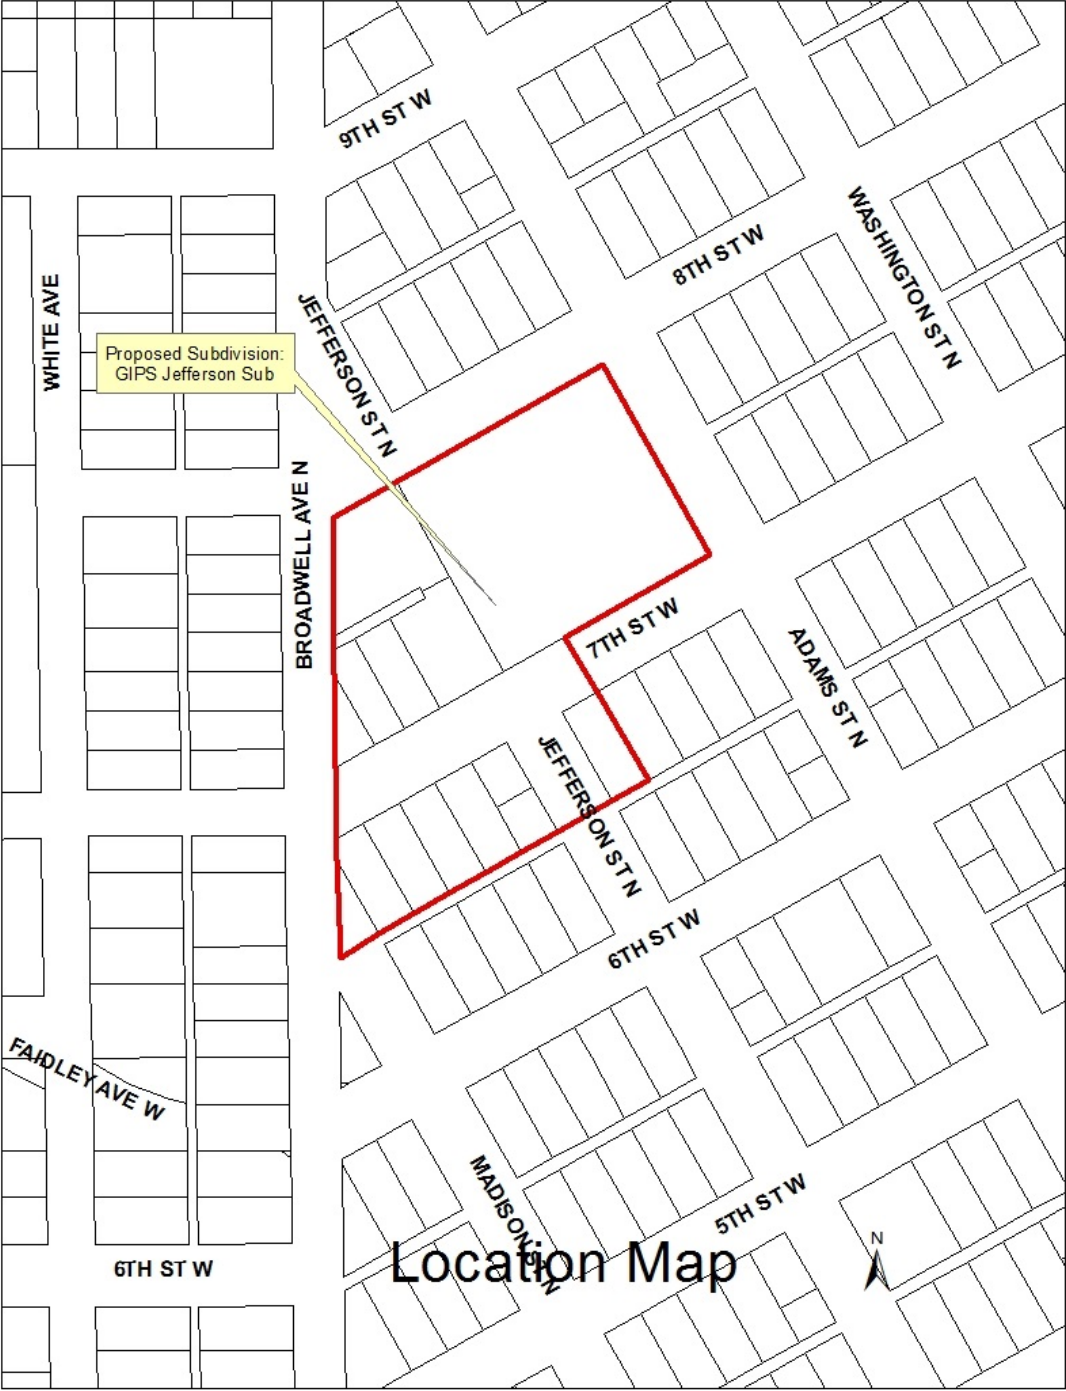 9TH ST W
WASHINGTON ST N
8TH ST W
WHITE AVE
JEFFERSON ST N
Proposed Subdivision:
GIPS Jefferson Sub
BROADWELL AVE N
7TH ST W
ADAMS ST N
JEFFERSON ST N
6TH ST W
FAIDLEY AVE W
MADISON ST N
5TH ST W
N
Location Map
6TH ST W